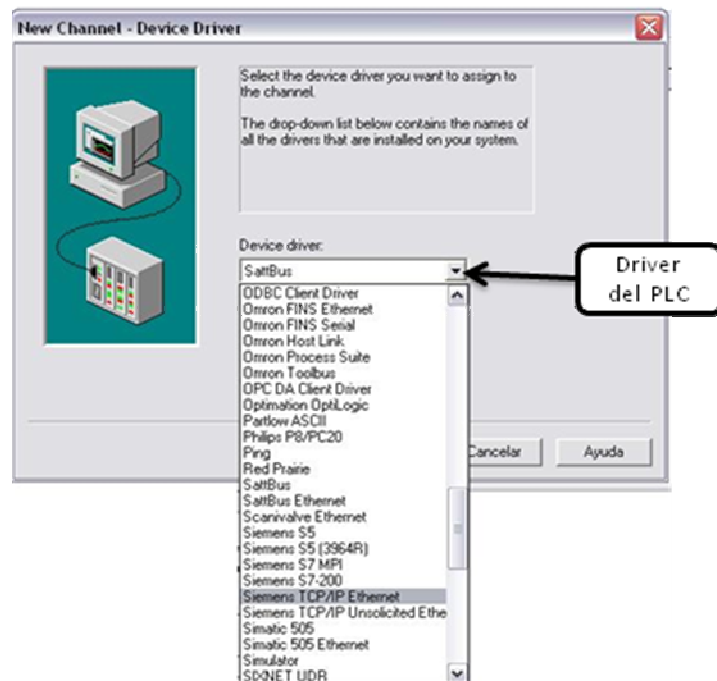 New Channel - Device Driver
Select the device driver you want to assign to
the channel.
The drop-down list below contains the names of
all the drivers that are installed on your system.
Device driver:
SattBus
Driver
del PLC
ODBC Client Driver
Omron FINS Ethernet
Omron FINS Serial
Omron Host Link
Omron Process Suite
Omron Toolbus
OPC DA Client Driver
Optimation OptiLogic
Partlow ASCII
Philips P8/PC20
Ping
Red Prairie
SattBus
SattBus Ethernet
Scanivalve Ethernet
Siemens S5
Siemens S5 (3964R)
Siemens S7 MPI
Siemens S7-200
Siemens TCP/IP Ethernet
Siemens TCP/IP Unsolicited Ethe
Simatic 505
Simatic 505 Ethernet
Simulator
SIXNET UDR
Cancelar
Ayuda